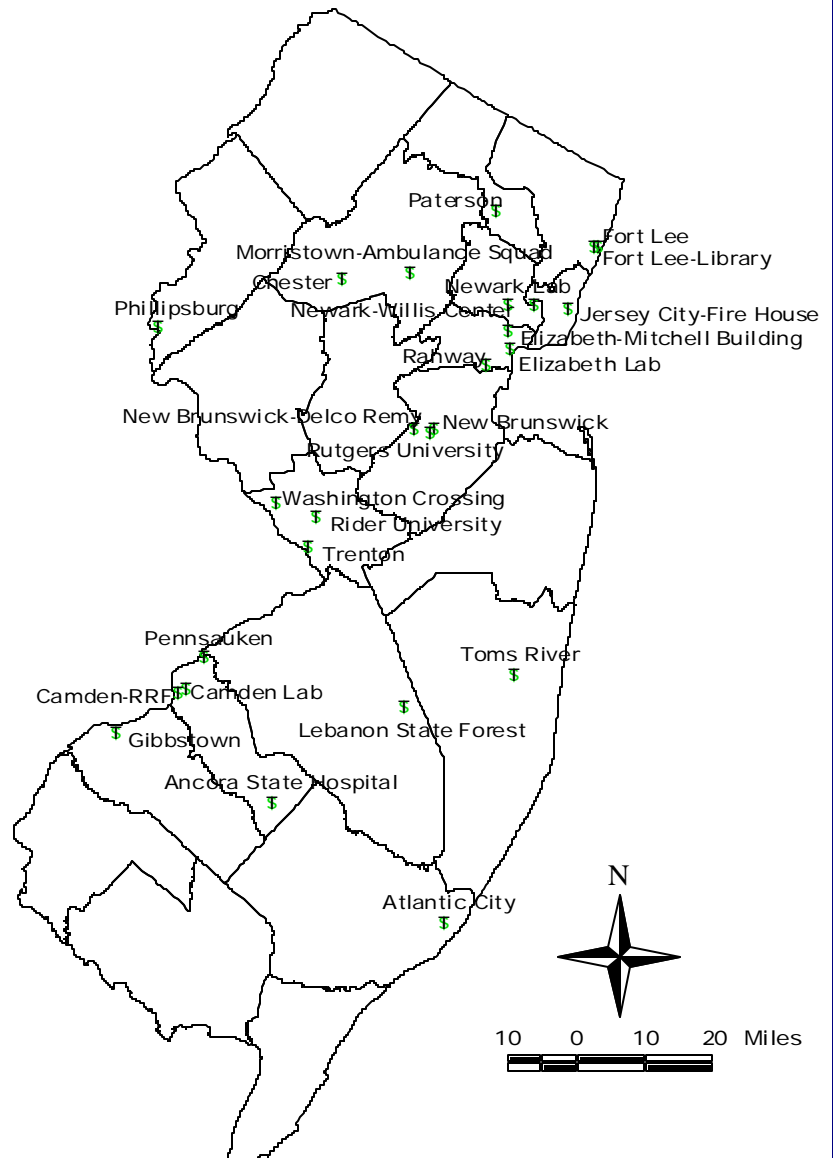 Paterson
Fort Lee
Morristown-Ambulance Squad
Fort Lee-Library
Chester
Newark Lab
Phillipsburg
Newark-Willis Center
Jersey City-Fire House
Elizabeth-Mitchell Building
Rahway
Elizabeth Lab
New Brunswick-Delco Remy
New Brunswick
Rutgers University
Washington Crossing
Rider University
Trenton
Pennsauken
Toms River
Camden-RRF
Camden Lab
Lebanon State Forest
Gibbstown
Ancora State Hospital
Atlantic City
N
10 0 10 20 Miles